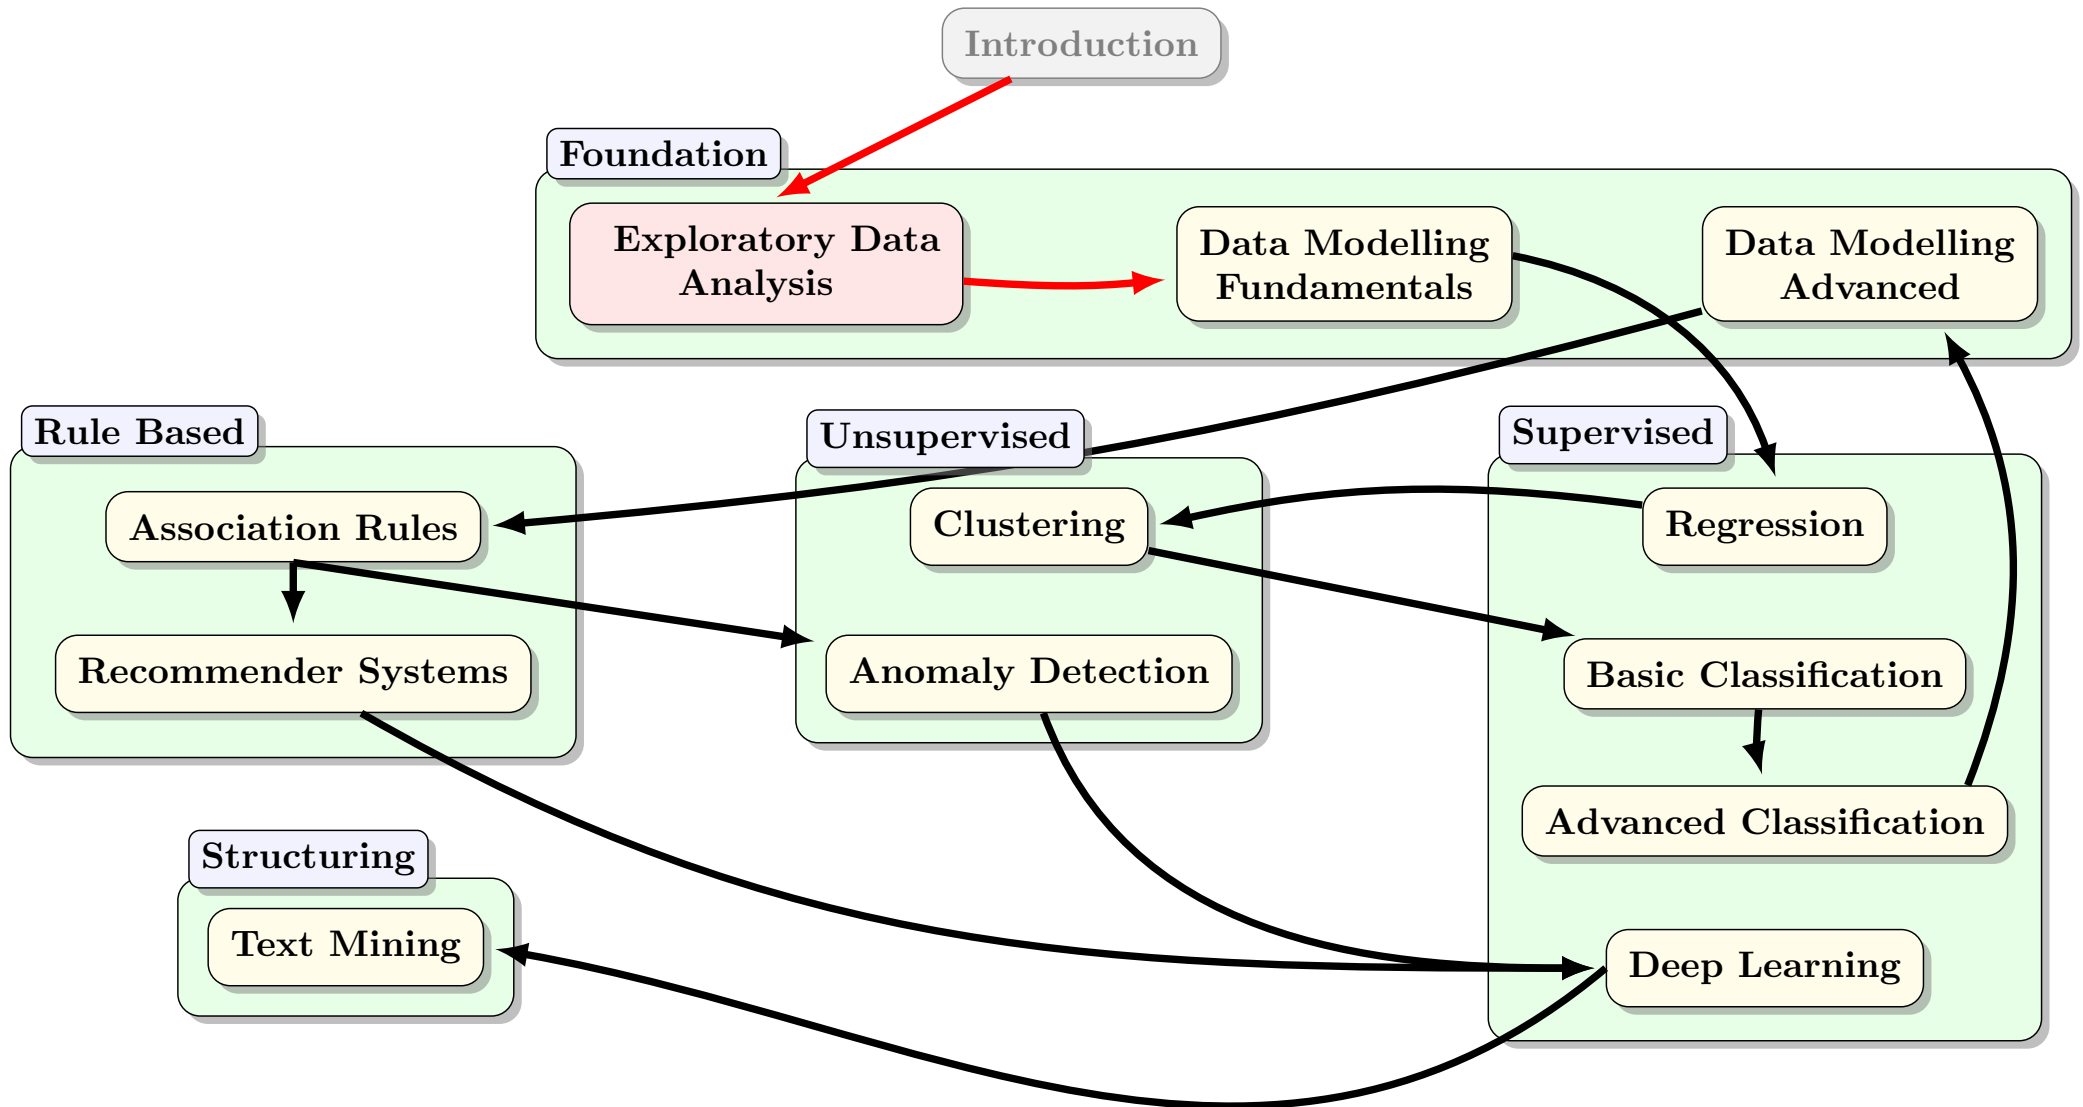 Introduction
Foundation
Exploratory Data
Analysis
Data Modelling
Fundamentals
Data Modelling
Advanced
Rule Based
Association Rules
Recommender Systems
Unsupervised
Clustering
Anomaly Detection
Supervised
Regression
Basic Classification
Advanced Classification
Deep Learning
Structuring
Text Mining